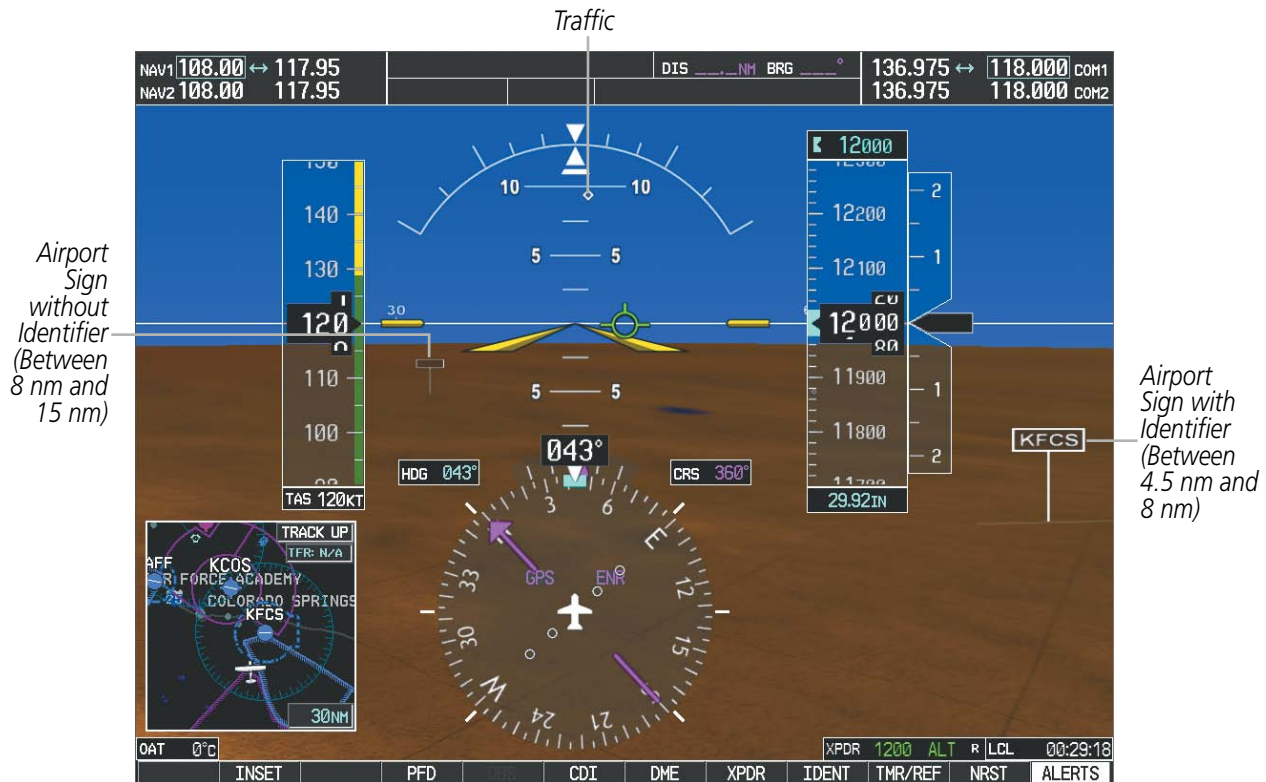 Traffic
NAV1 108.00 ↔ 117.95
NAV2 108.00 117.95
DIS __._NM BRG ___°
136.975 ↔ 118.000 COM1
136.975 118.000 COM2
12000
140
130
120
110
100
TAS 120KT
10 10
5 5
5 5
30
12200
12100
12000
20
80
11900
11800
29.92IN
2
1
1
2
Airport
Sign
without
Identifier
(Between
8 nm and
15 nm)
KFCS
Airport
Sign with
Identifier
(Between
4.5 nm and
8 nm)
043°
HDG 043°
CRS 360°
3
6
E
12
15
21
24
W
30
33
GPS ENR
TRACK UP
TFR: N/A
AFF
KCOS
R FORCE ACADEMY
COLORADO SPRINGS
KFCS
30NM
OAT 0°C
XPDR 1200 ALT R LCL 00:29:18
INSET PFD OBS CDI DME XPDR IDENT TMR/REF NRST ALERTS